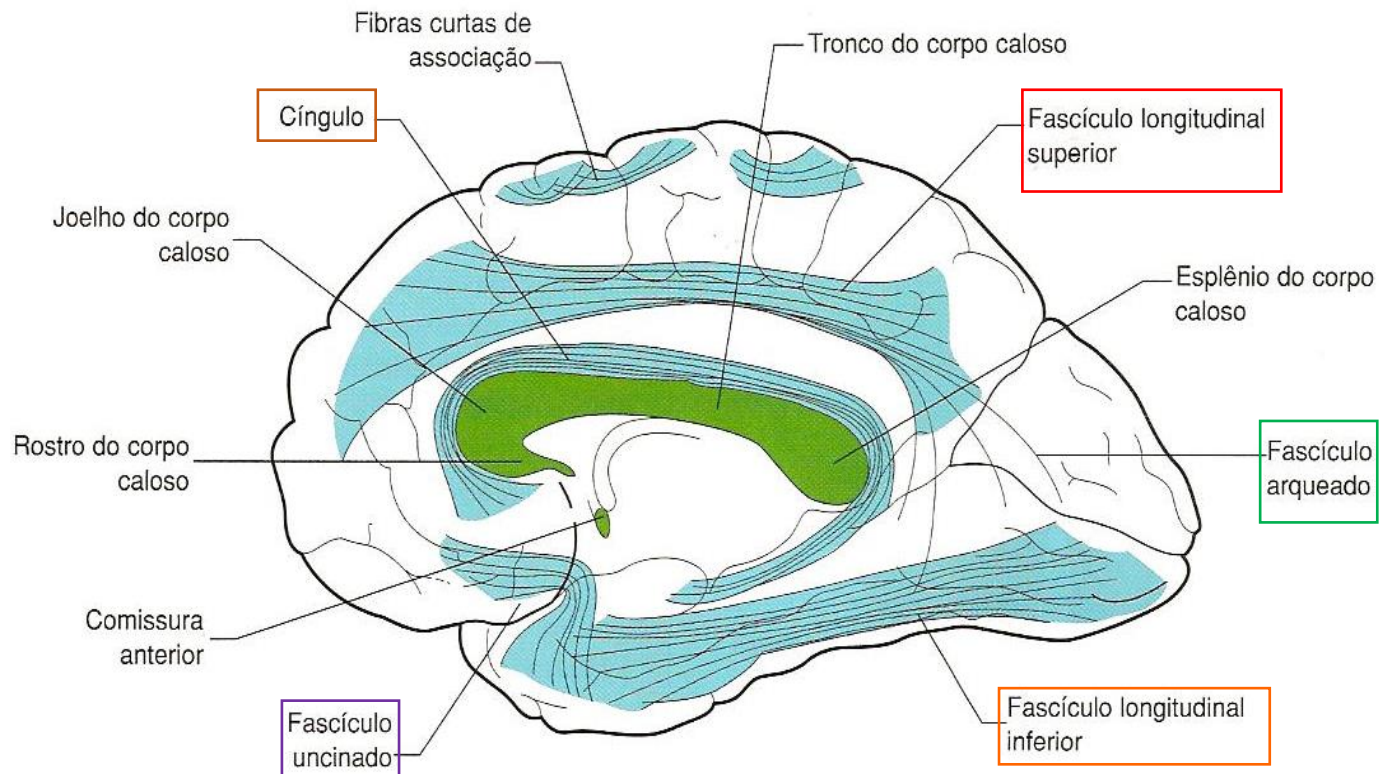 Fibras curtas de
associação
Tronco do corpo caloso
Cíngulo
Fascículo longitudinal
superior
Joelho do corpo
caloso
Esplênio do corpo
caloso
Rostro do corpo
caloso
Fascículo
arqueado
Comissura
anterior
Fascículo
uncinado
Fascículo longitudinal
inferior